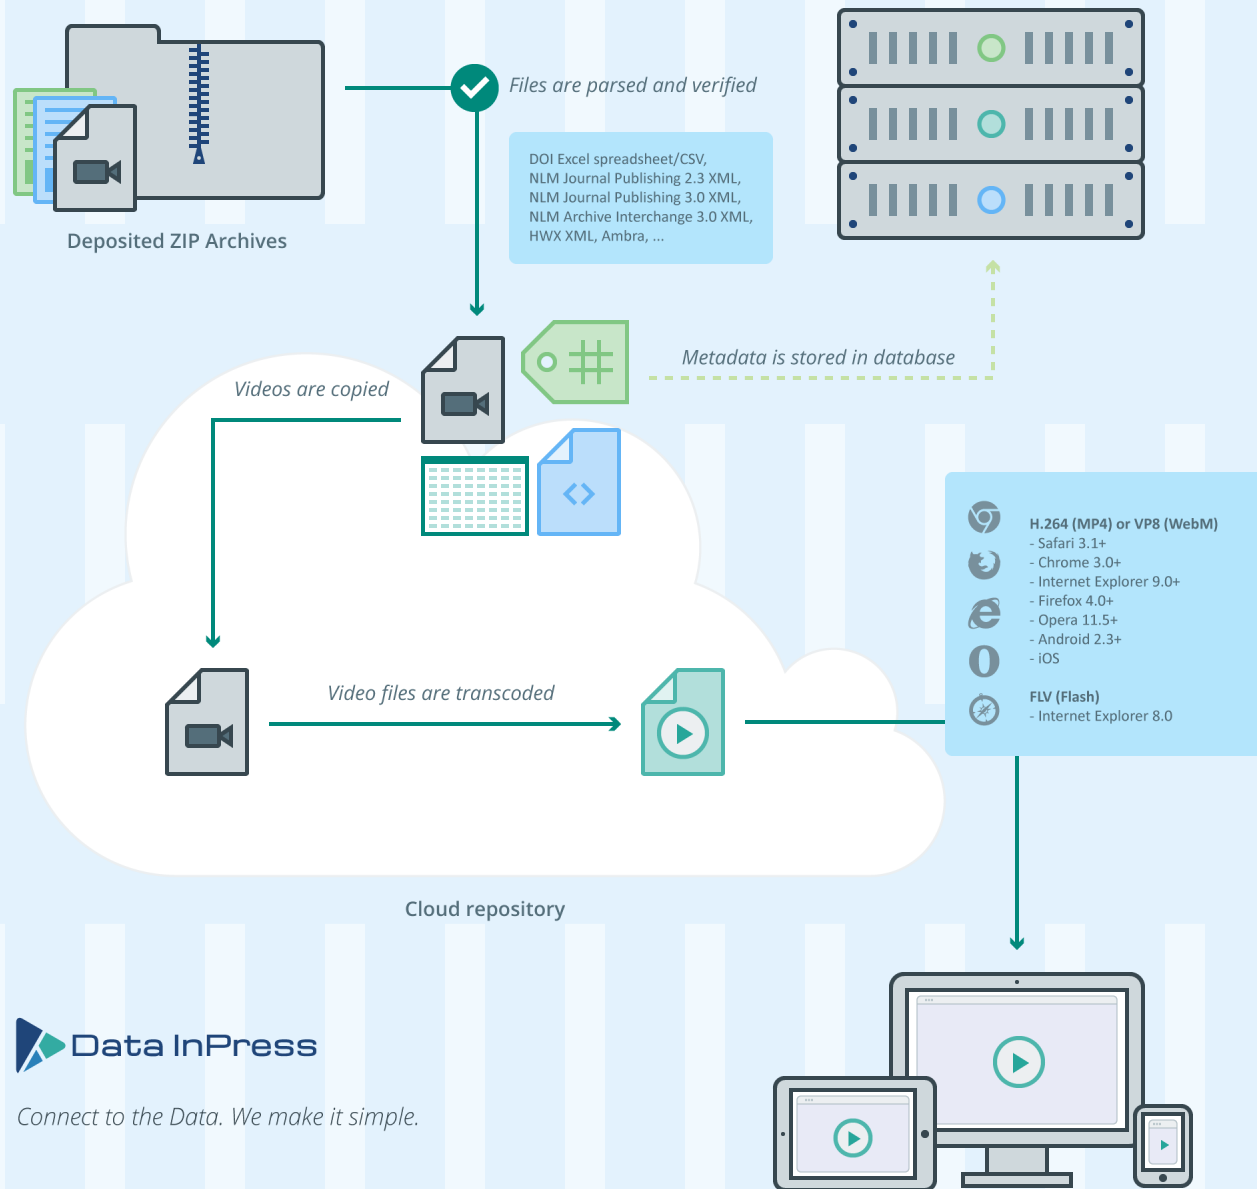 Files are parsed and verified
DOI Excel spreadsheet/CSV,
NLM Journal Publishing 2.3 XML,
NLM Journal Publishing 3.0 XML,
NLM Archive Interchange 3.0 XML,
HWX XML, Ambra, ...
Deposited ZIP Archives
Metadata is stored in database
Videos are copied
H.264 (MP4) or VP8 (WebM)
- Safari 3.1+
- Chrome 3.0+
- Internet Explorer 9.0+
- Firefox 4.0+
- Opera 11.5+
- Android 2.3+
- iOS
FLV (Flash)
- Internet Explorer 8.0
Video files are transcoded
Cloud repository
Data InPress
Connect to the Data. We make it simple.